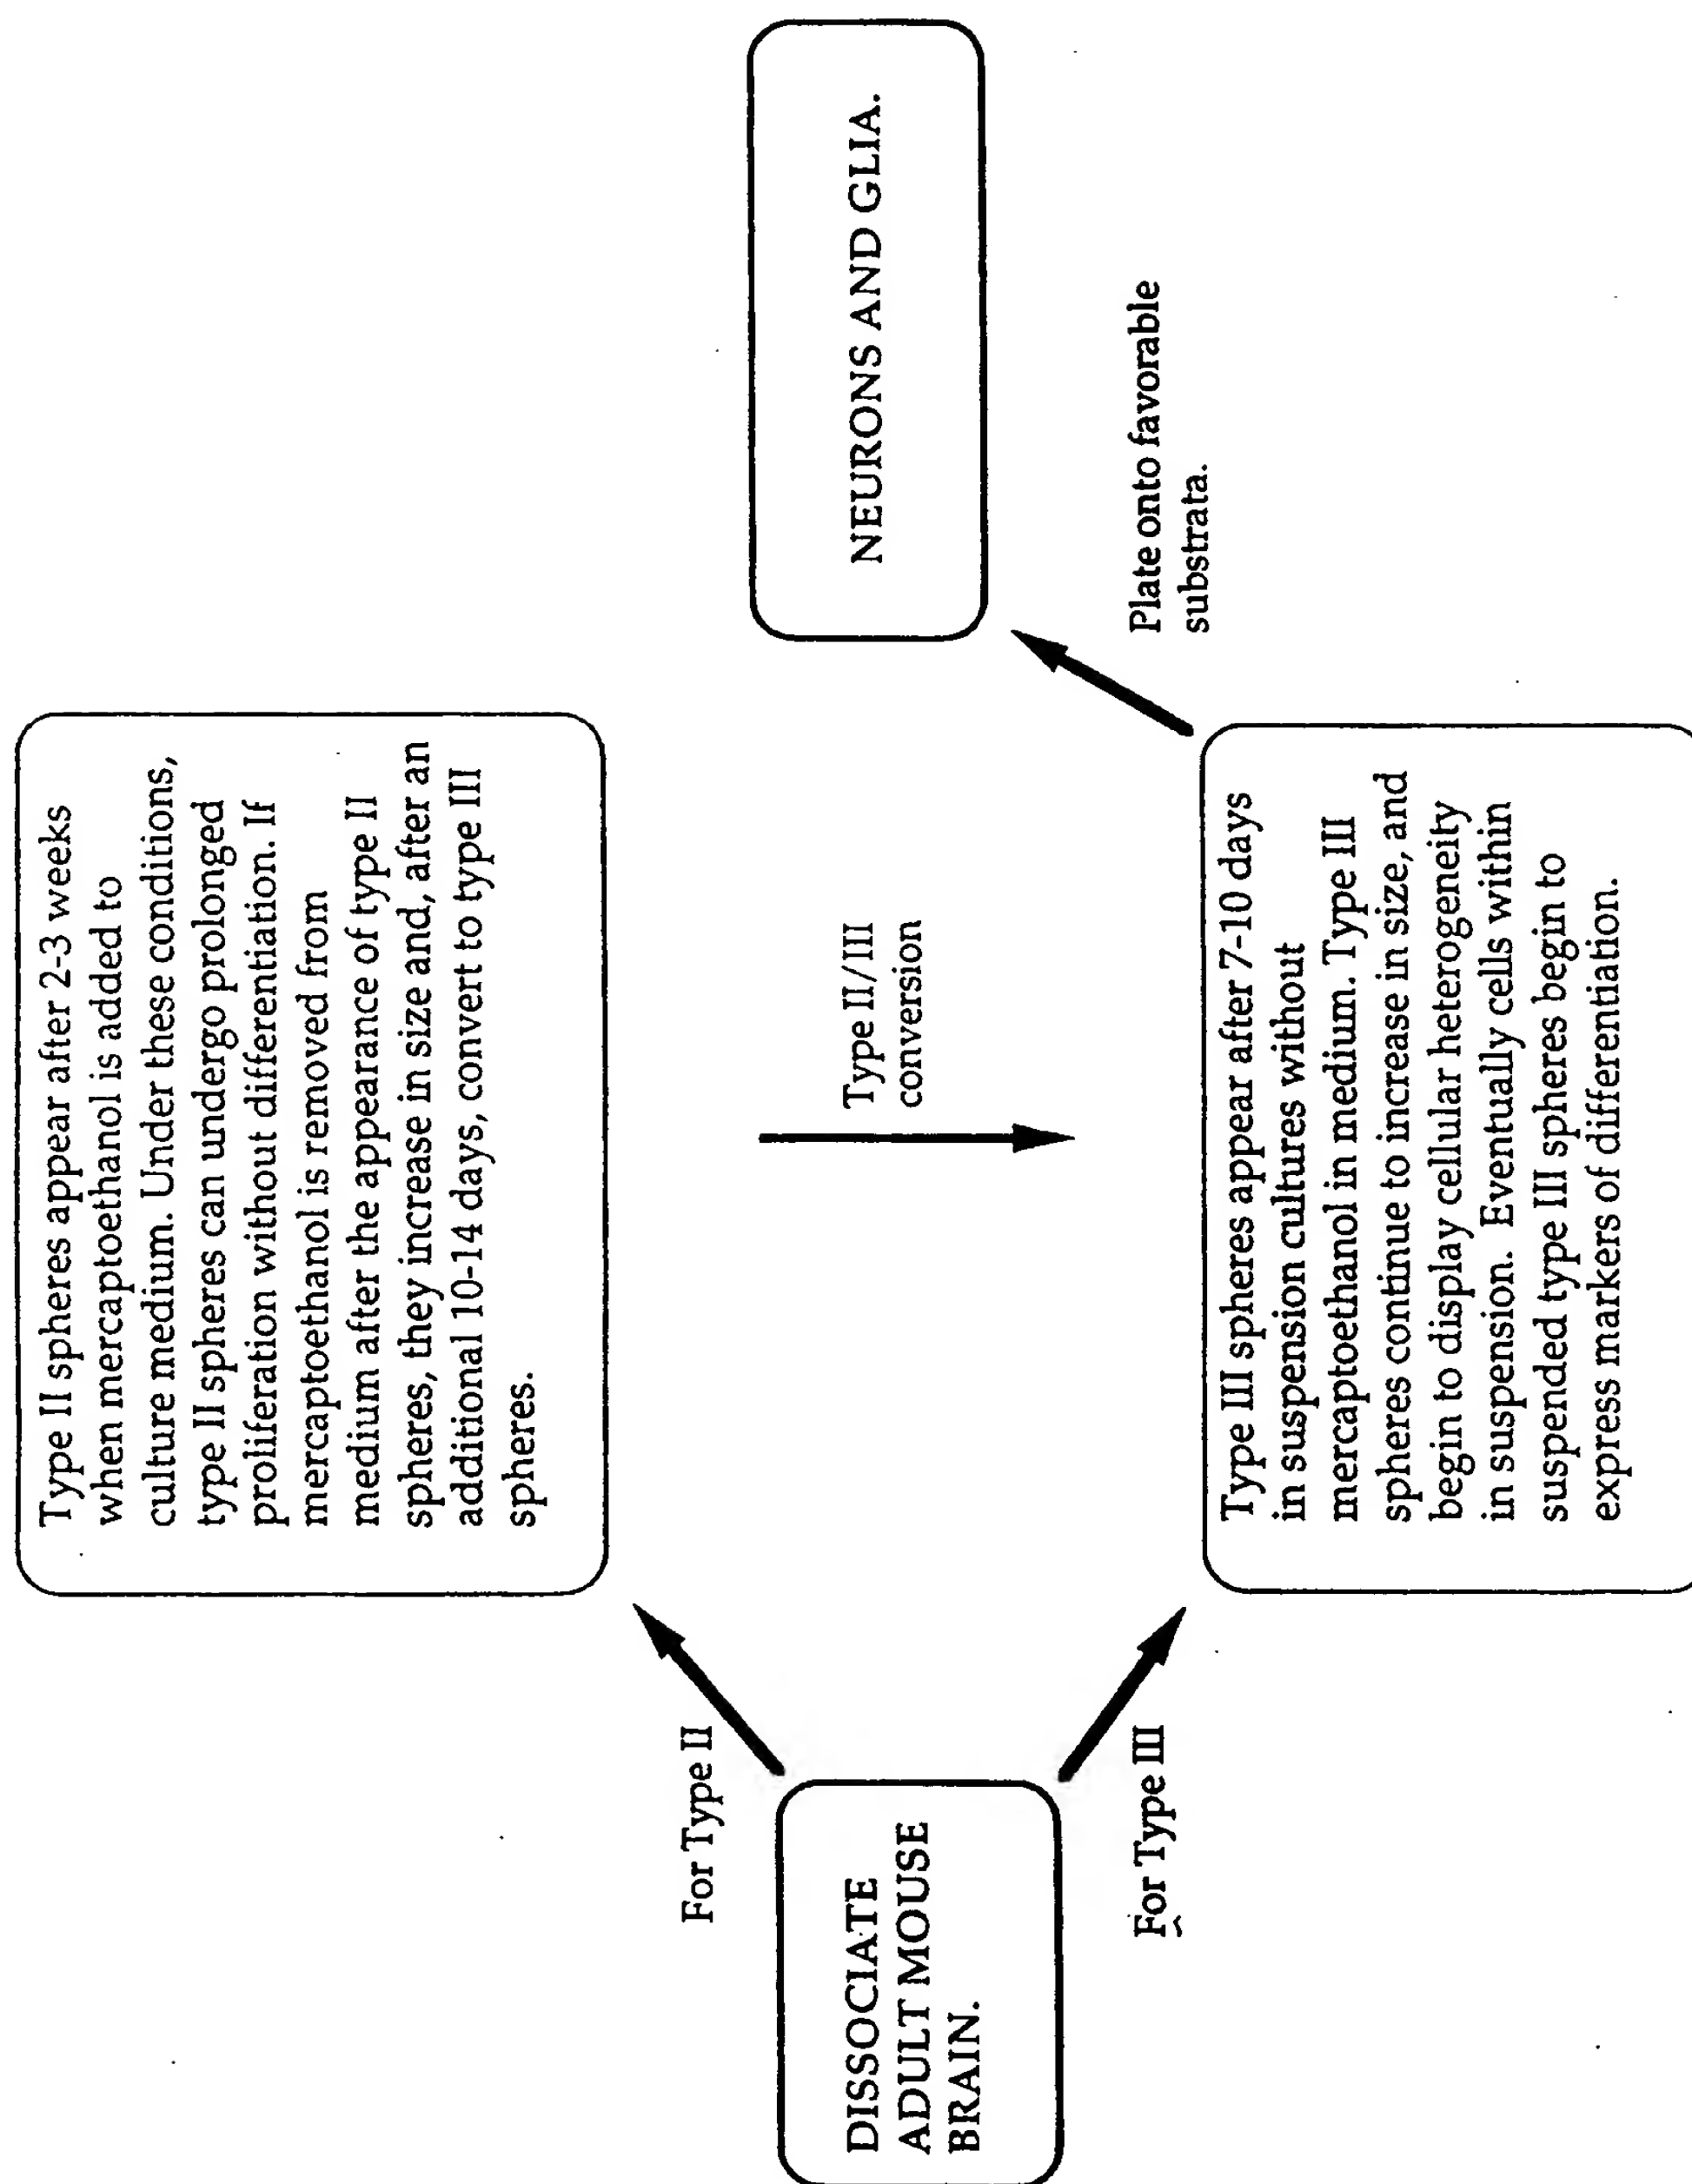 DISSOCIATE
ADULT MOUSE
BRAIN.
For Type II
Type II spheres appear after 2-3 weeks
when mercaptoethanol is added to
culture medium. Under these conditions,
type II spheres can undergo prolonged
proliferation without differentiation. If
mercaptoethanol is removed from
medium after the appearance of type II
spheres, they increase in size and, after an
additional 10-14 days, convert to type III
spheres.
Type II/III
conversion
For Type III
Type III spheres appear after 7-10 days
in suspension cultures without
mercaptoethanol in medium. Type III
spheres continue to increase in size, and
begin to display cellular heterogeneity
in suspension. Eventually cells within
suspended type III spheres begin to
express markers of differentiation.
Plate onto favorable
substrata.
NEURONS AND GLIA.